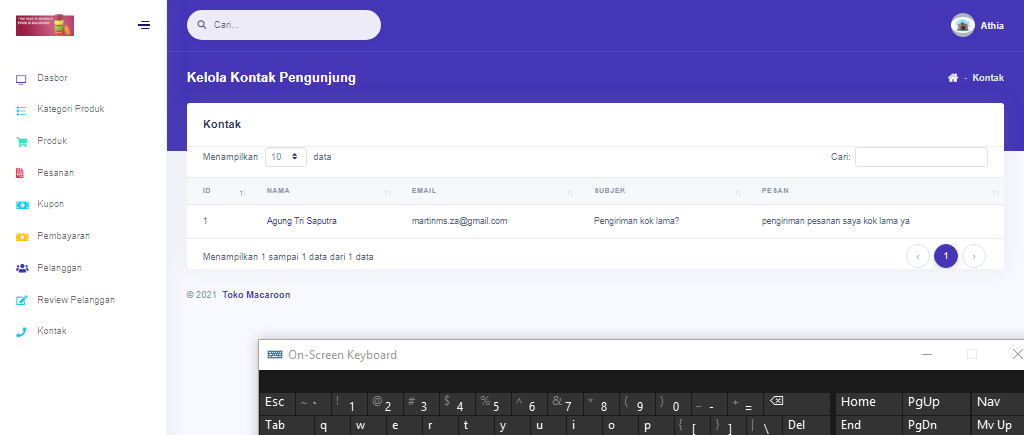 Cari...
Athia
Dasbor
Kategori Produk
Produk
Pesanan
Kupon
Pembayaran
Pelanggan
Review Pelanggan
Kontak
Kelola Kontak Pengunjung
- Kontak
Kontak
Menampilkan 10 data
Cari:
ID NAMA EMAIL SUBJEK PESAN
1 Agung Tri Saputra martinms.za@gmail.com Pengiriman kok lama? pengiriman pesanan saya kok lama ya
Menampilkan 1 sampai 1 data dari 1 data
‹ 1 ›
© 2021 Toko Macaroon
On-Screen Keyboard
Esc ~ ` ! 1 @ 2 # 3 $ 4 % 5 ^ 6 & 7 * 8 ( 9 ) 0 _ - + = Home PgUp Nav
Tab q w e r t y u i o p { [ } ] | \ Del End PgDn Mv Up